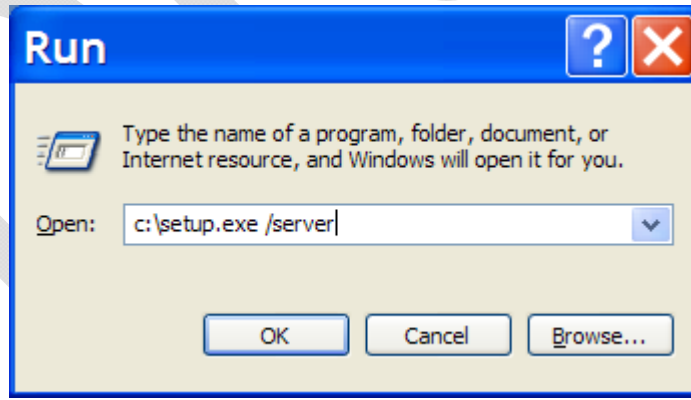 Run
Type the name of a program, folder, document, or
Internet resource, and Windows will open it for you.
Open: c:\setup.exe /server
OK Cancel Browse...